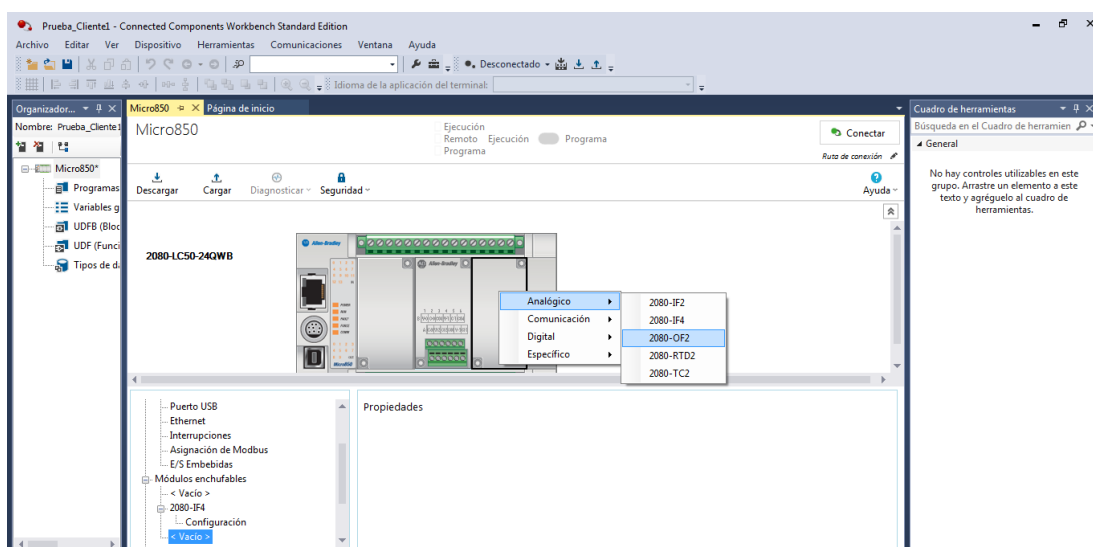 Prueba_Cliente1 - Connected Components Workbench Standard Edition
Archivo Editar Ver Dispositivo Herramientas Comunicaciones Ventana Ayuda
Desconectado
Idioma de la aplicación del terminal:
Organizador...
Nombre: Prueba_Cliente1
Micro850*
Programas
Variables g
UDFB (Bloc
UDF (Funci
Tipos de da
Micro850 Página de inicio
Micro850
Ejecución
Remoto Ejecución Programa
Programa
Conectar
Ruta de conexión
Descargar Cargar Diagnosticar Seguridad
Ayuda
2080-LC50-24QWB
Allen-Bradley
Allen-Bradley
Micro850
Analógico
Comunicación
Digital
Específico
2080-IF2
2080-IF4
2080-OF2
2080-RTD2
2080-TC2
Puerto USB
Ethernet
Interrupciones
Asignación de Modbus
E/S Embebidas
Módulos enchufables
< Vacío >
2080-IF4
Configuración
< Vacío >
Propiedades
Cuadro de herramientas
Búsqueda en el Cuadro de herramien
General
No hay controles utilizables en este
grupo. Arrastre un elemento a este
texto y agréguelo al cuadro de
herramientas.